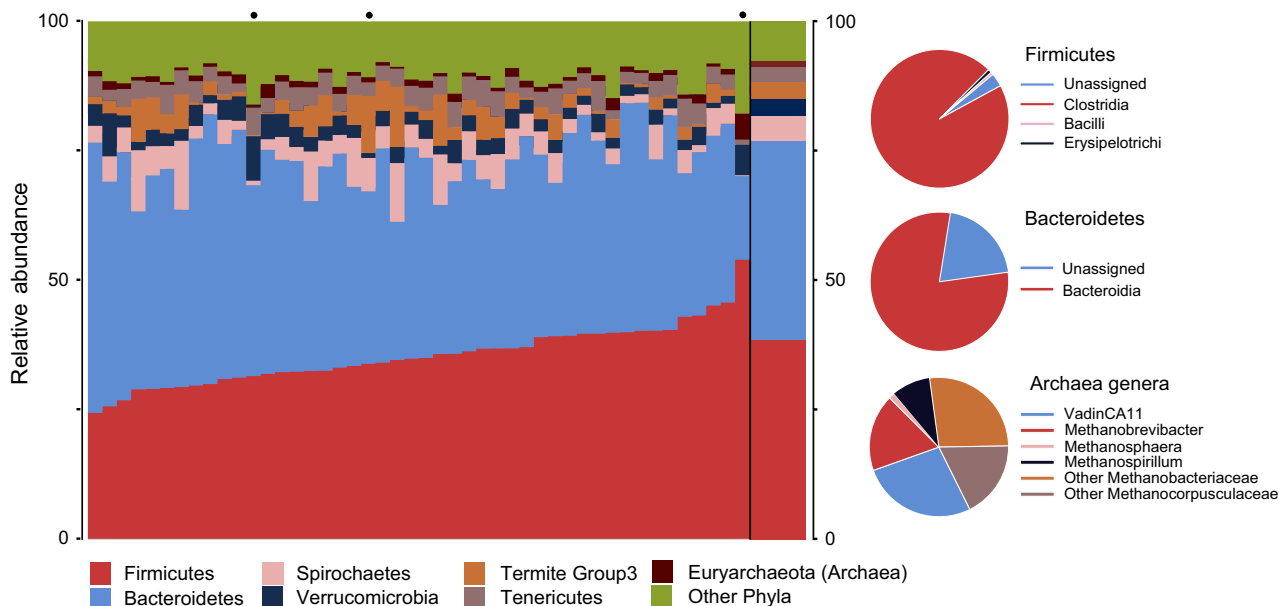 100
50
0
Relative abundance
100
50
0
Firmicutes
Unassigned
Clostridia
Bacilli
Erysipelotrichi
Bacteroidetes
Unassigned
Bacteroidia
Archaea genera
VadinCA11
Methanobrevibacter
Methanosphaera
Methanospirillum
Other Methanobacteriaceae
Other Methanocorpusculaceae
Firmicutes
Spirochaetes
Termite Group3
Euryarchaeota (Archaea)
Bacteroidetes
Verrucomicrobia
Tenericutes
Other Phyla